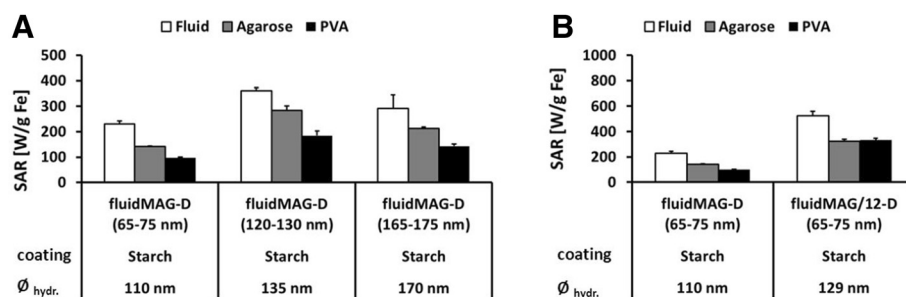 A
Fluid Agarose PVA
SAR [W/g Fe]
500
400
300
200
100
0
fluidMAG-D fluidMAG-D fluidMAG-D
(65-75 nm) (120-130 nm) (165-175 nm)
coating Starch Starch Starch
Ø hydr. 110 nm 135 nm 170 nm
B
Fluid Agarose PVA
SAR [W/g Fe]
1000
800
600
400
200
0
fluidMAG-D fluidMAG/12-D
(65-75 nm) (65-75 nm)
coating Starch Starch
Ø hydr. 110 nm 129 nm